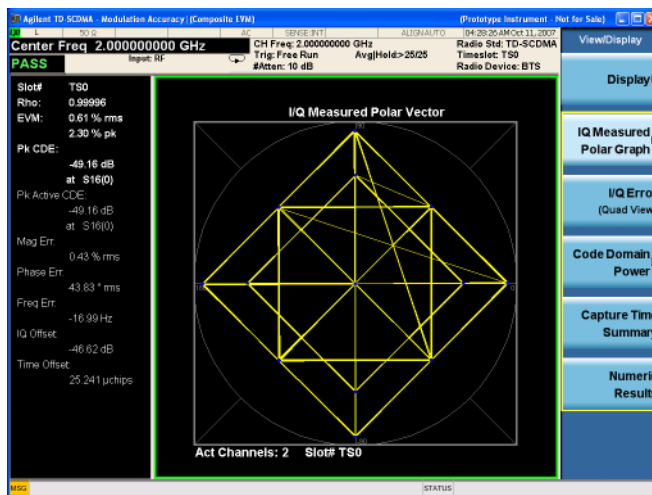 Agilent TD-SCDMA - Modulation Accuracy (Composite EVM) (Prototype Instrument - Not for Sale)
L 50 Ω AC SENSE:INT ALIGNAUTO 04:28:26 AM Oct 11, 2007
Center Freq 2.000000000 GHz
PASS
Input: RF
CH Freq: 2.000000000 GHz
Trig: Free Run Avg|Hold:>25/25
#Atten: 10 dB
Radio Std: TD-SCDMA
Timeslot: TS0
Radio Device: BTS
Slot# TS0
Rho: 0.99996
EVM: 0.61 % rms
2.30 % pk
Pk CDE:
-49.16 dB
at S16(0)
Pk Active CDE:
-49.16 dB
at S16(0)
Mag Err:
0.43 % rms
Phase Err:
43.83 ° rms
Freq Err:
-16.99 Hz
IQ Offset:
-46.62 dB
Time Offset:
25.241 µchips
I/Q Measured Polar Vector
90
0
Act Channels: 2 Slot# TS0
View/Display
Display
IQ Measured
Polar Graph
I/Q Erro
(Quad View
Code Domain
Power
Capture Time
Summary
Numeric
Result
MSG
STATUS